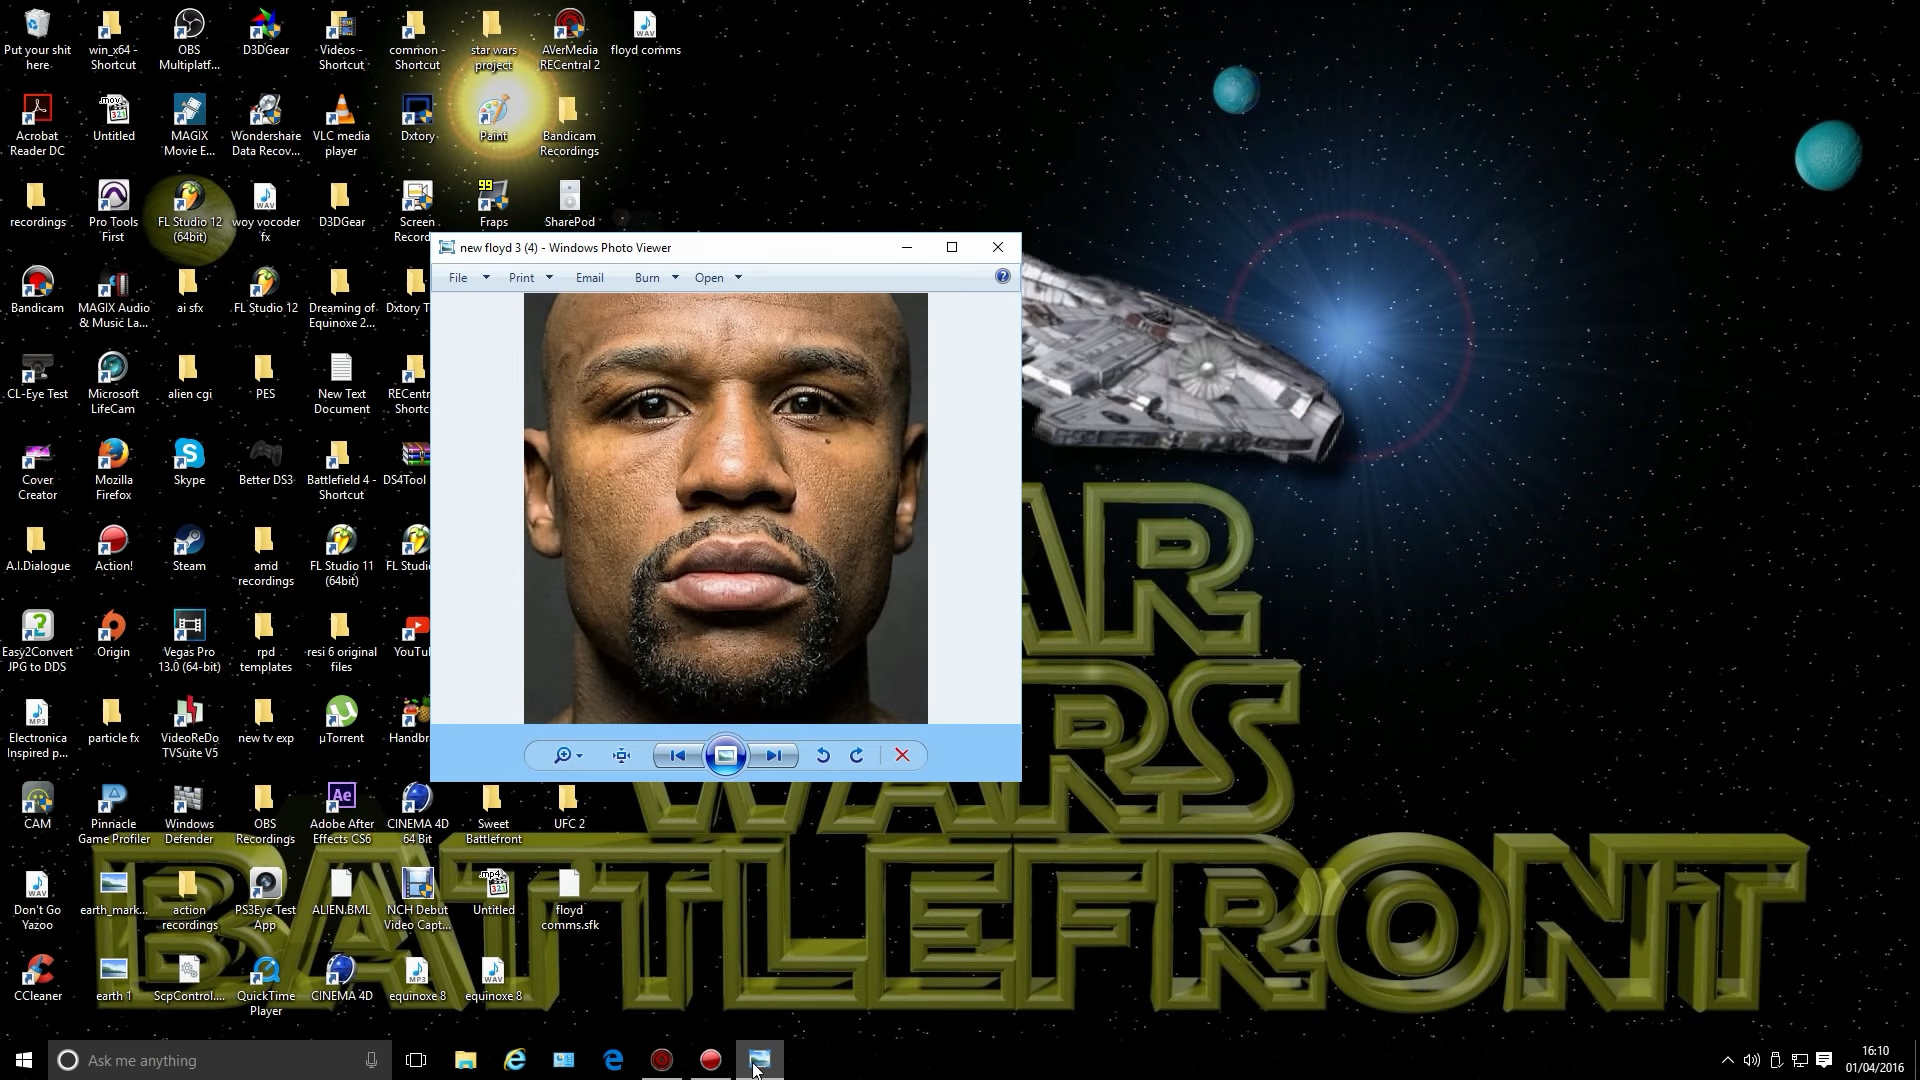 Put your shit here
win_x64 - Shortcut
OBS Multiplatf...
D3DGear
Videos - Shortcut
common - Shortcut
star wars project
AVerMedia RECentral 2
floyd comms
Acrobat Reader DC
Untitled
MAGIX Movie E...
Wondershare Data Recov...
VLC media player
Dxtory
Paint
Bandicam Recordings
recordings
Pro Tools First
FL Studio 12 (64bit)
woy vocoder fx
D3DGear
Screen Record
Fraps
SharePod
new floyd 3 (4) - Windows Photo Viewer
File
Print
Email
Burn
Open
Bandicam
MAGIX Audio & Music La...
ai sfx
FL Studio 12
Dreaming of Equinoxe 2...
Dxtory T
CL-Eye Test
Microsoft LifeCam
alien cgi
PES
New Text Document
RECentr
Shortc
Cover Creator
Mozilla Firefox
Skype
Better DS3
Battlefield 4 - Shortcut
DS4Tool
A.I.Dialogue
Action!
Steam
amd recordings
FL Studio 11 (64bit)
FL Studio
Easy2Convert JPG to DDS
Origin
Vegas Pro 13.0 (64-bit)
rpd templates
resi 6 original files
YouTu
Electronica Inspired p...
particle fx
VideoReDo TVSuite V5
new tv exp
µTorrent
Handbr
CAM
Pinnacle Game Profiler
Windows Defender
OBS Recordings
Adobe After Effects CS6
CINEMA 4D 64 Bit
Sweet Battlefront
UFC 2
Don't Go Yazoo
earth_mark...
action recordings
PS3Eye Test App
ALIEN.BML
NCH Debut Video Capt...
Untitled
floyd comms.sfk
CCleaner
earth 1
ScpControl....
QuickTime Player
CINEMA 4D
equinoxe 8
equinoxe 8
AR
WARS
BATTLEFRONT
Ask me anything
16:10
01/04/2016